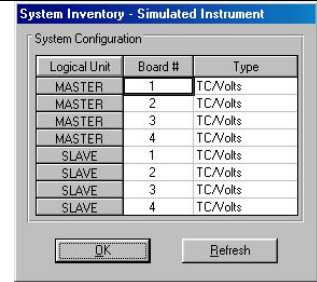 System Inventory - Simulated Instrument
System Configuration
Logical Unit Board # Type
MASTER 1 TC/Volts
MASTER 2 TC/Volts
MASTER 3 TC/Volts
MASTER 4 TC/Volts
SLAVE 1 TC/Volts
SLAVE 2 TC/Volts
SLAVE 3 TC/Volts
SLAVE 4 TC/Volts
OK Refresh